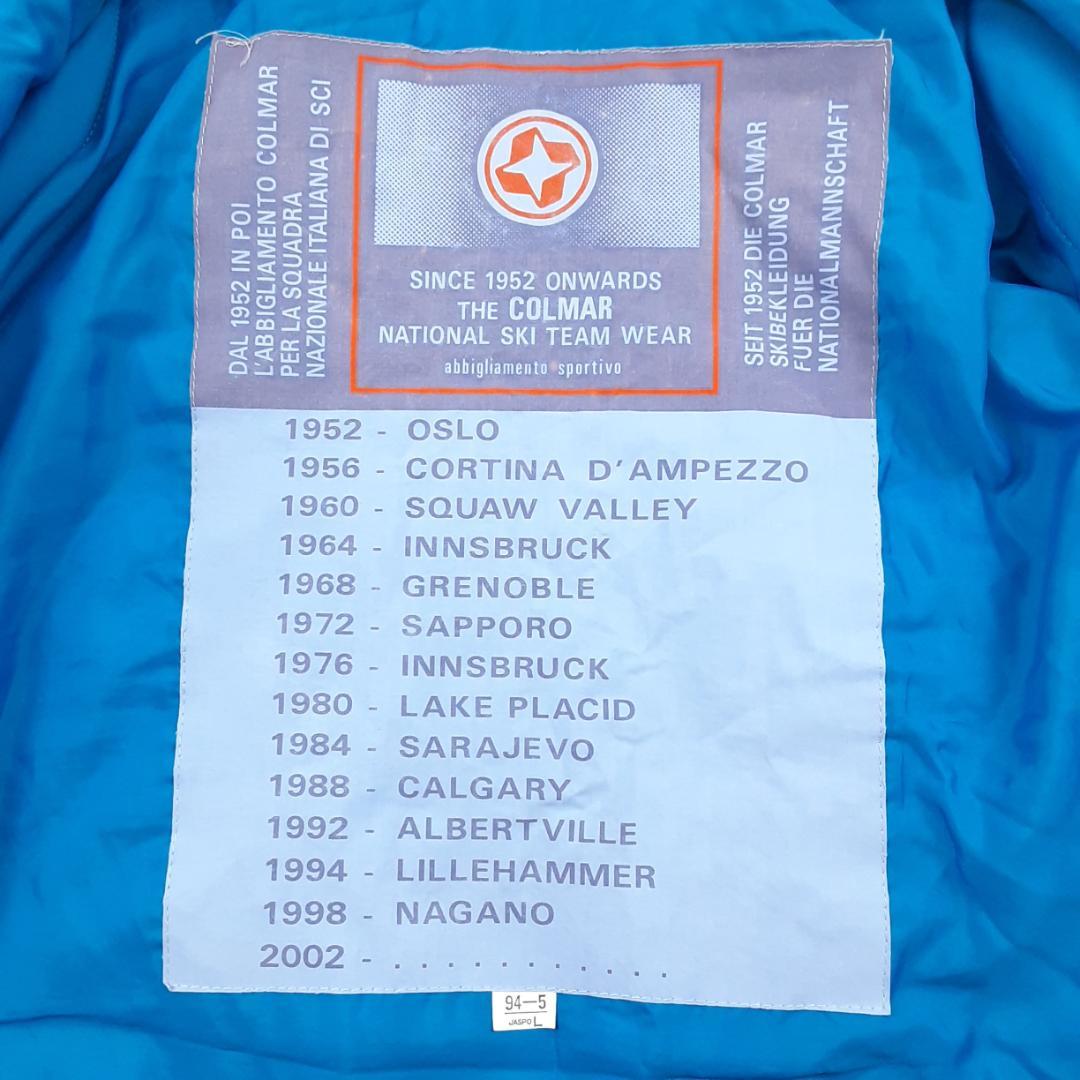 DAL 1952 IN POI
L'ABBIGLIAMENTO COLMAR
PER LA SQUADRA
NAZIONALE ITALIANA DI SCI
SINCE 1952 ONWARDS
THE COLMAR
NATIONAL SKI TEAM WEAR
abbigliamento sportivo
SEIT 1952 DIE COLMAR
SKIBEKLEIDUNG
FUER DIE
NATIONALMANNSCHAFT
1952 - OSLO
1956 - CORTINA D'AMPEZZO
1960 - SQUAW VALLEY
1964 - INNSBRUCK
1968 - GRENOBLE
1972 - SAPPORO
1976 - INNSBRUCK
1980 - LAKE PLACID
1984 - SARAJEVO
1988 - CALGARY
1992 - ALBERTVILLE
1994 - LILLEHAMMER
1998 - NAGANO
2002 - . . . . . . . . . . .
94-5
JASPO L